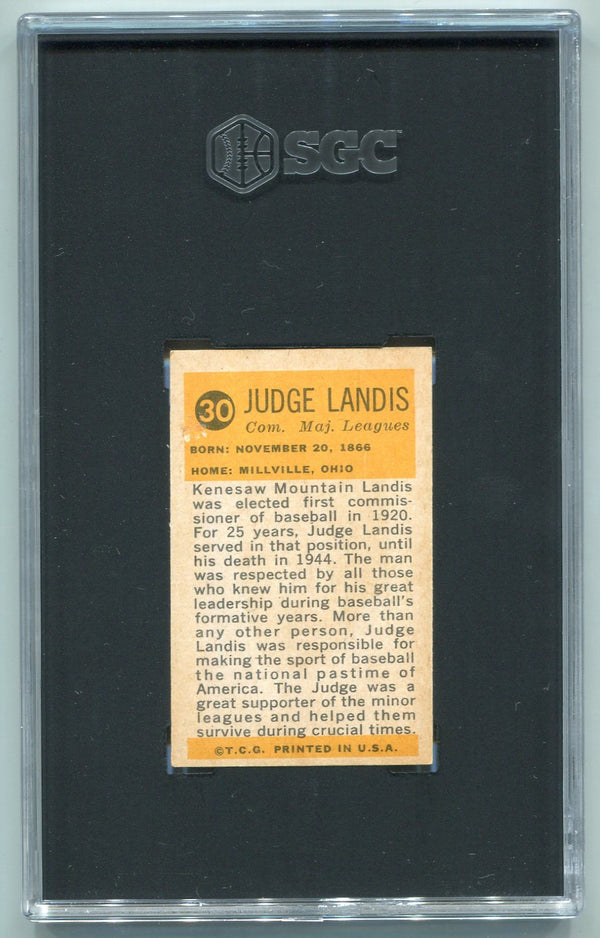 SGC
30 JUDGE LANDIS
Com. Maj. Leagues
BORN: NOVEMBER 20, 1866
HOME: MILLVILLE, OHIO
Kenesaw Mountain Landis
was elected first commis-
sioner of baseball in 1920.
For 25 years, Judge Landis
served in that position, until
his death in 1944. The man
was respected by all those
who knew him for his great
leadership during baseball's
formative years. More than
any other person, Judge
Landis was responsible for
making the sport of baseball
the national pastime of
America. The Judge was a
great supporter of the minor
leagues and helped them
survive during crucial times.
©T.C.G. PRINTED IN U.S.A.